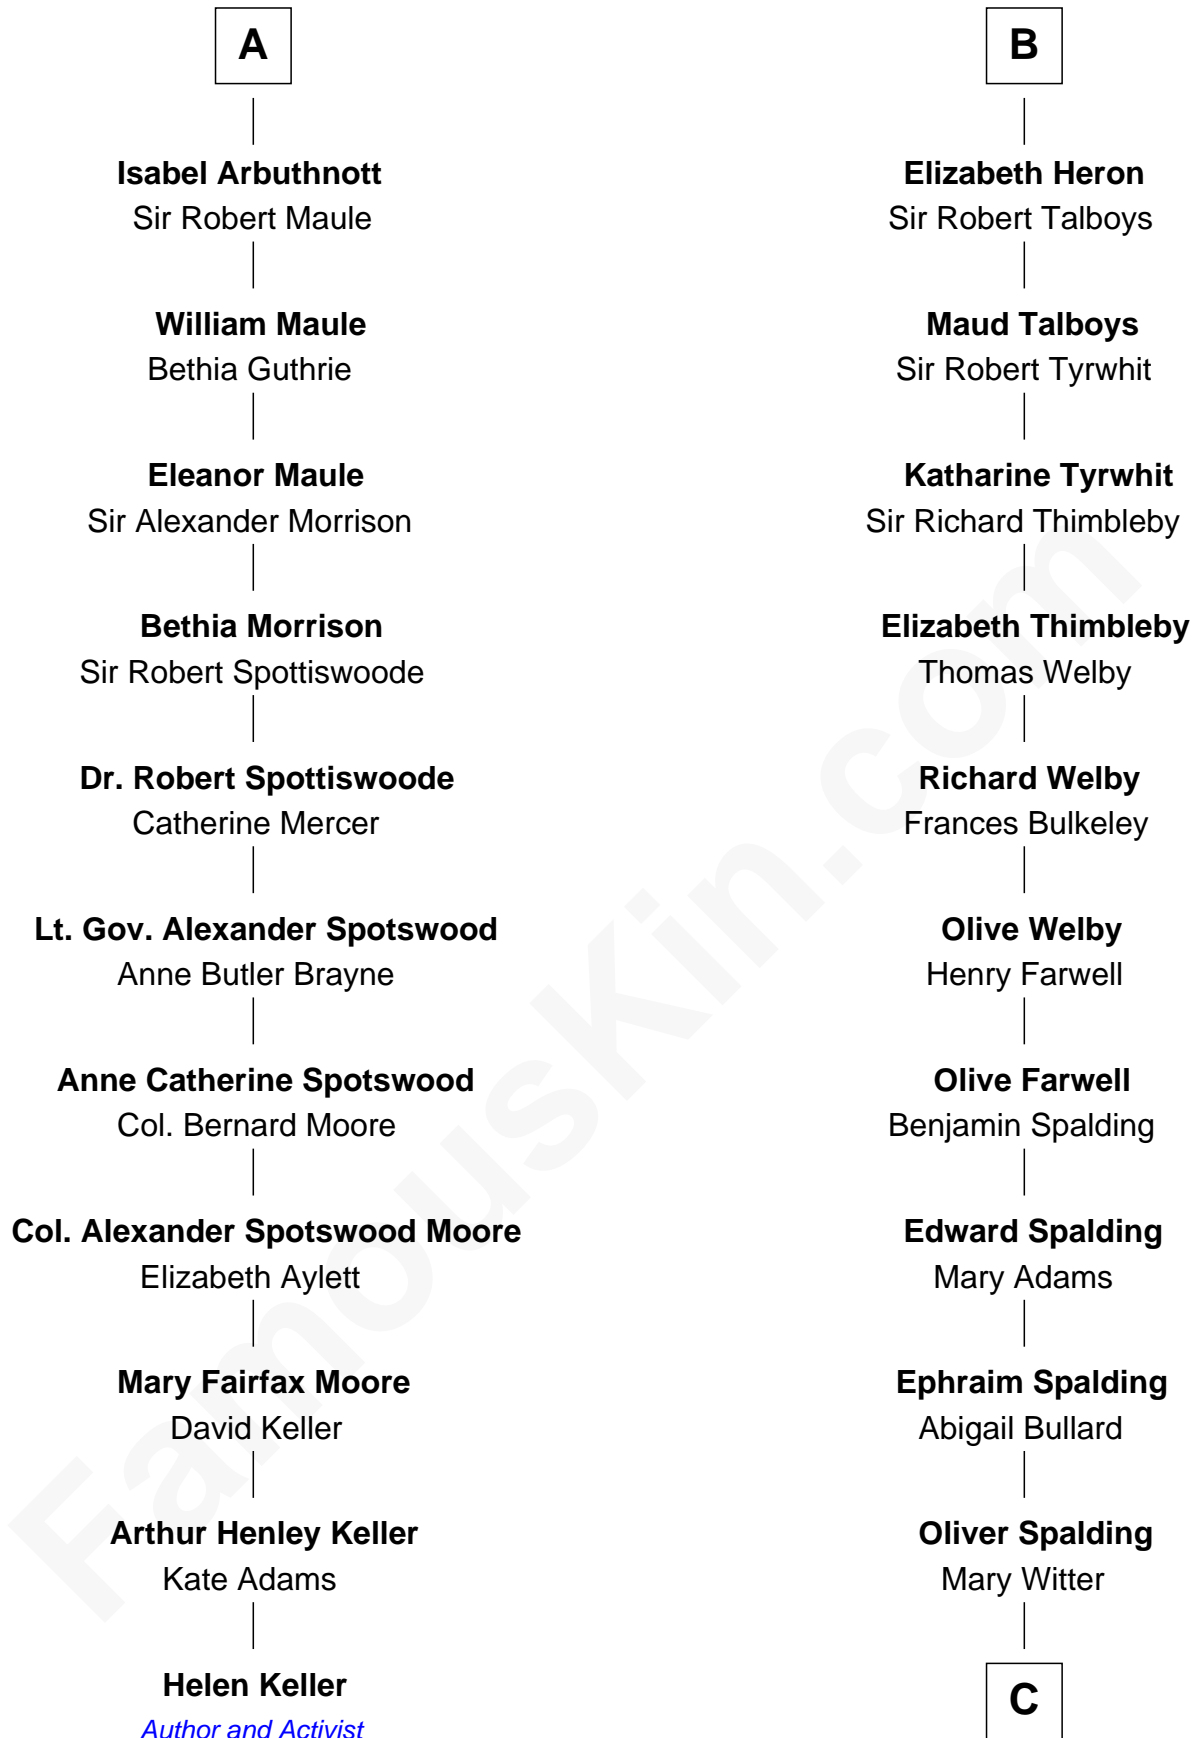 A
Isabel Arbuthnott
Sir Robert Maule
William Maule
Bethia Guthrie
Eleanor Maule
Sir Alexander Morrison
Bethia Morrison
Sir Robert Spottiswoode
Dr. Robert Spottiswoode
Catherine Mercer
Lt. Gov. Alexander Spotswood
Anne Butler Brayne
Anne Catherine Spotswood
Col. Bernard Moore
Col. Alexander Spotswood Moore
Elizabeth Aylett
Mary Fairfax Moore
David Keller
Arthur Henley Keller
Kate Adams
Helen Keller
Author and Activist
B
Elizabeth Heron
Sir Robert Talboys
Maud Talboys
Sir Robert Tyrwhit
Katharine Tyrwhit
Sir Richard Thimbleby
Elizabeth Thimbleby
Thomas Welby
Richard Welby
Frances Bulkeley
Olive Welby
Henry Farwell
Olive Farwell
Benjamin Spalding
Edward Spalding
Mary Adams
Ephraim Spalding
Abigail Bullard
Oliver Spalding
Mary Witter
C
FamousKin.com